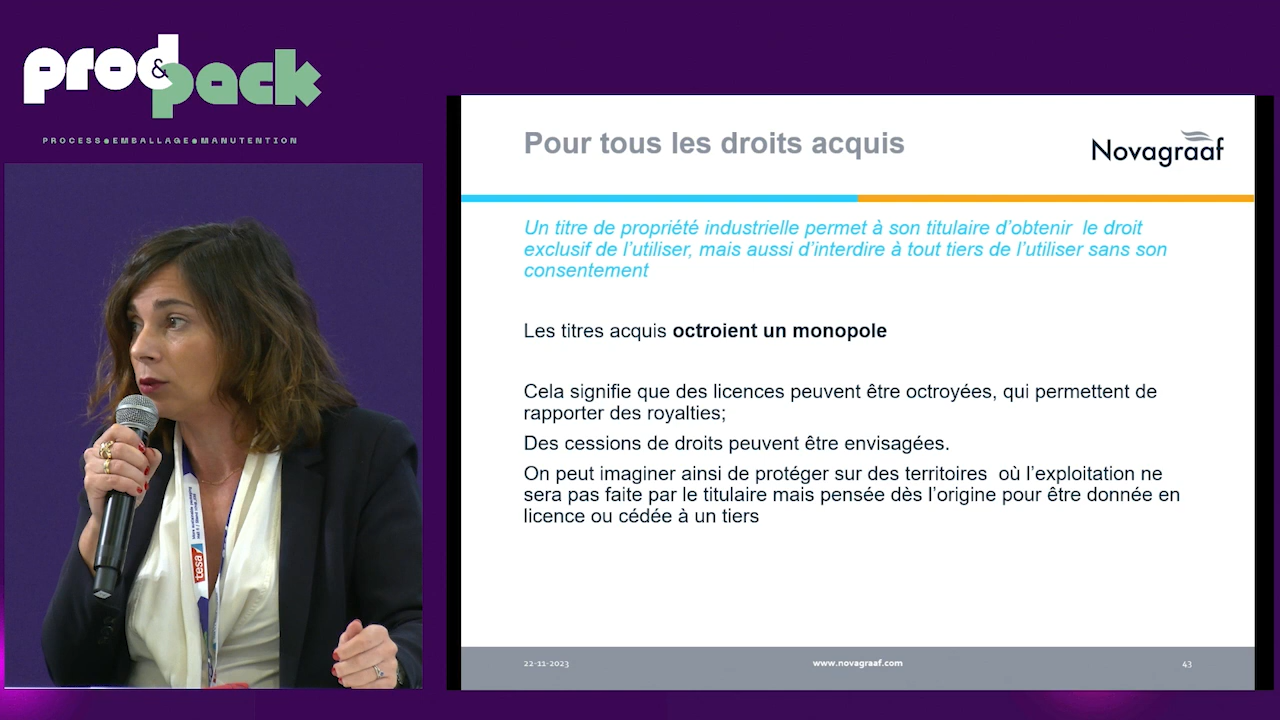 prod&pack
PROCESS●EMBALLAGE●MANUTENTION
tesa
Pour tous les droits acquis
Novagraaf
Un titre de propriété industrielle permet à son titulaire d’obtenir le droit
exclusif de l’utiliser, mais aussi d’interdire à tout tiers de l’utiliser sans son
consentement
Les titres acquis octroient un monopole
Cela signifie que des licences peuvent être octroyées, qui permettent de
rapporter des royalties;
Des cessions de droits peuvent être envisagées.
On peut imaginer ainsi de protéger sur des territoires où l’exploitation ne
sera pas faite par le titulaire mais pensée dès l’origine pour être donnée en
licence ou cédée à un tiers
22-11-2023
www.novagraaf.com
43